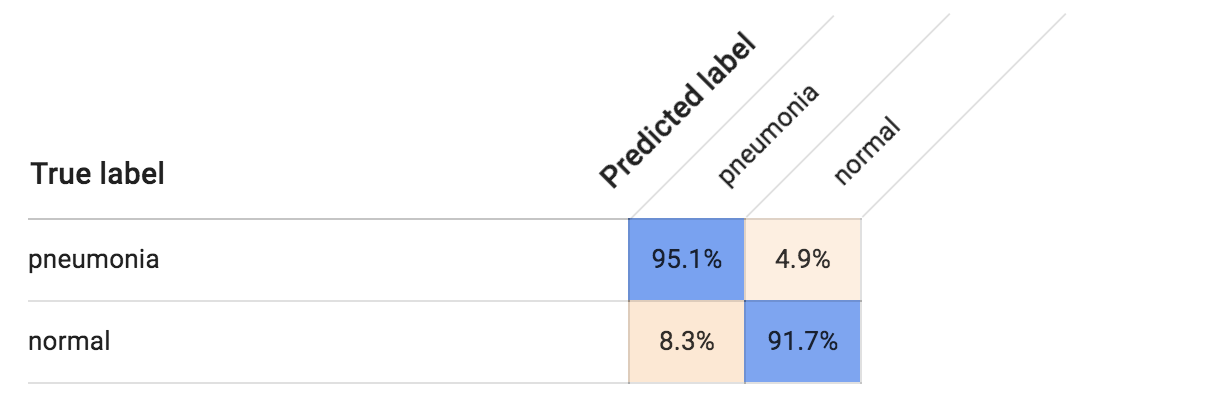 Predicted label
pneumonia
normal
True label
pneumonia 95.1% 4.9%
normal 8.3% 91.7%